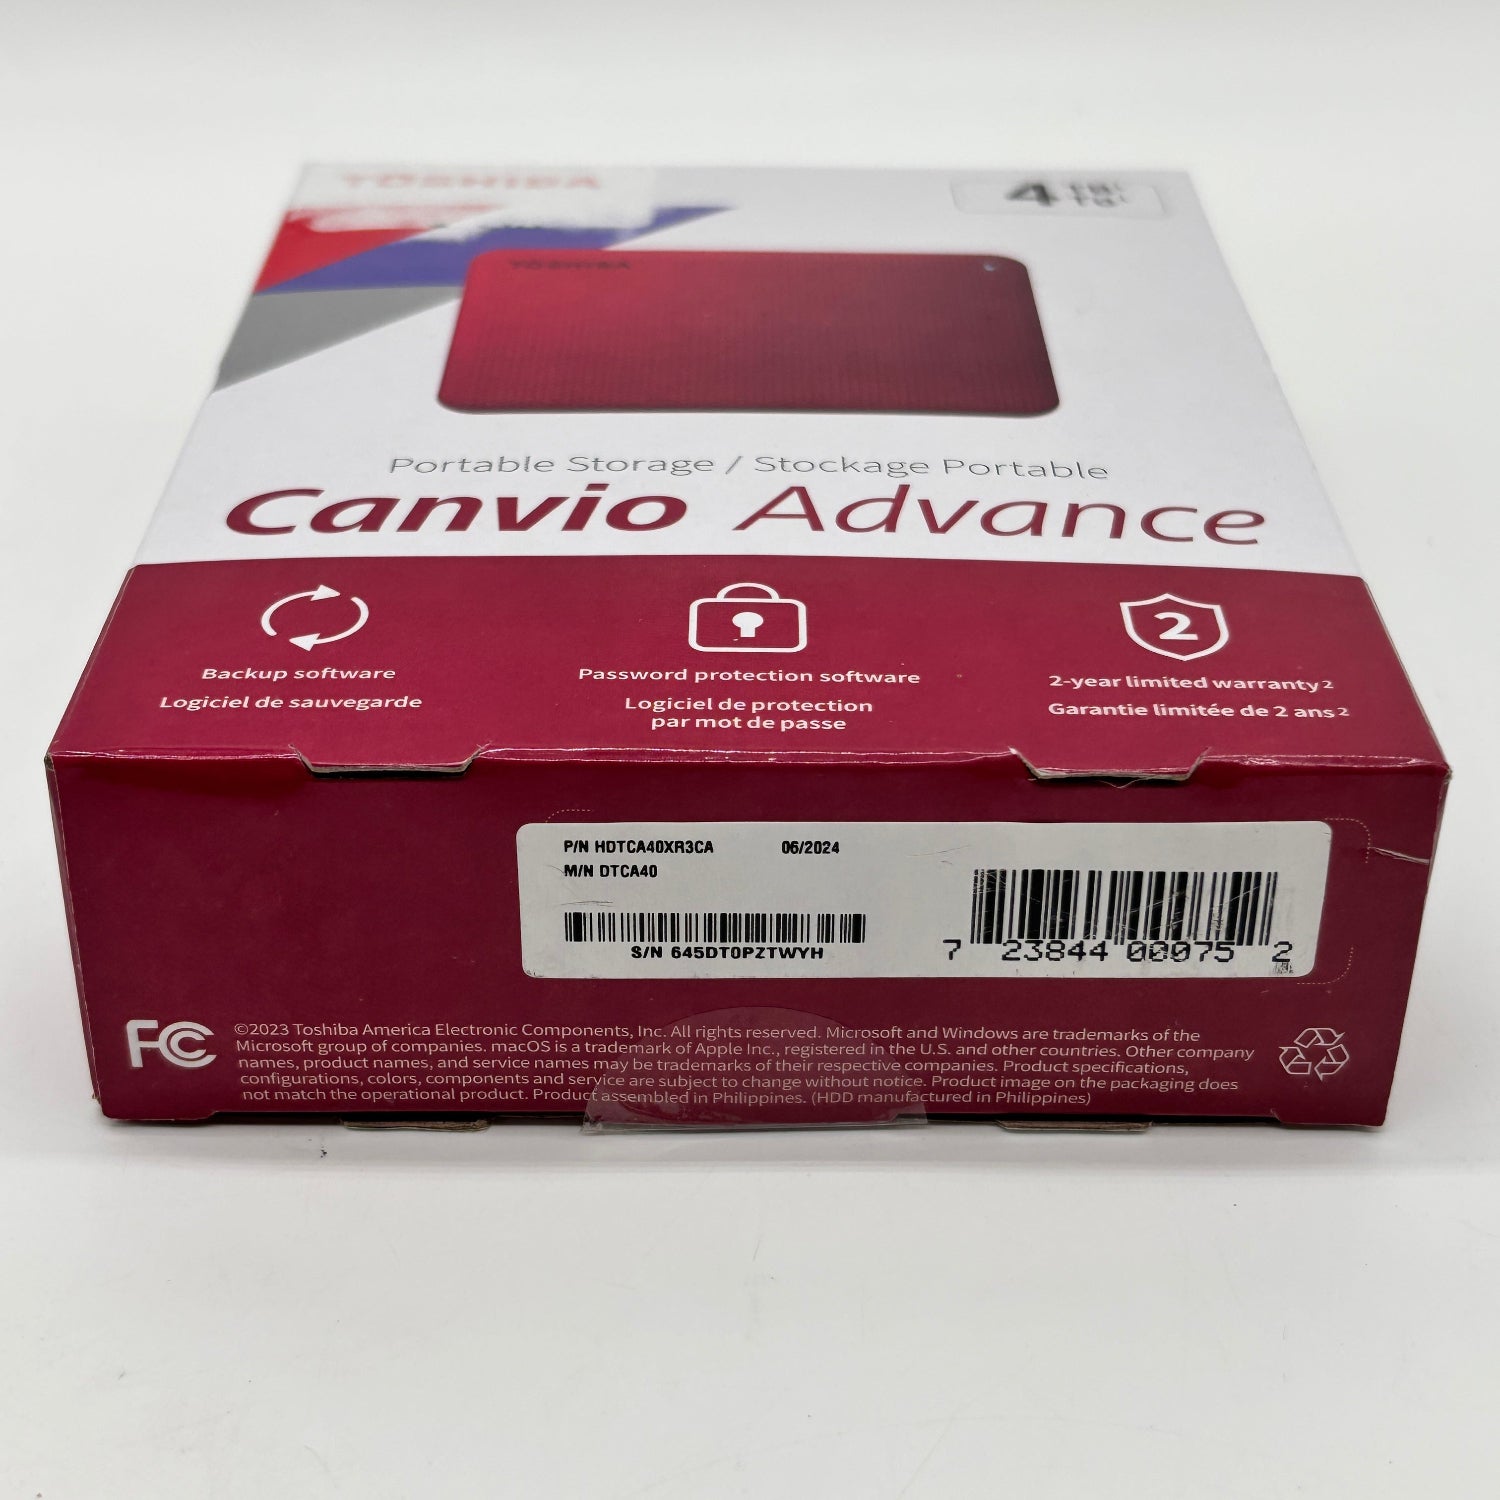 TOSHIBA
4 TB
TOSHIBA
Portable Storage / Stockage Portable
Canvio Advance
2
Backup software
Logiciel de sauvegarde
Password protection software
Logiciel de protection
par mot de passe
2-year limited warranty 2
Garantie limitée de 2 ans 2
P/N HDTCA40XR3CA 06/2024
M/N DTCA40
S/N 645DT0PZTWYH
7 23844 00075 2
FC ©2023 Toshiba America Electronic Components, Inc. All rights reserved. Microsoft and Windows are trademarks of the
Microsoft group of companies. macOS is a trademark of Apple Inc., registered in the U.S. and other countries. Other company
names, product names, and service names may be trademarks of their respective companies. Product specifications,
configurations, colors, components and service are subject to change without notice. Product image on the packaging does
not match the operational product. Product assembled in Philippines. (HDD manufactured in Philippines)